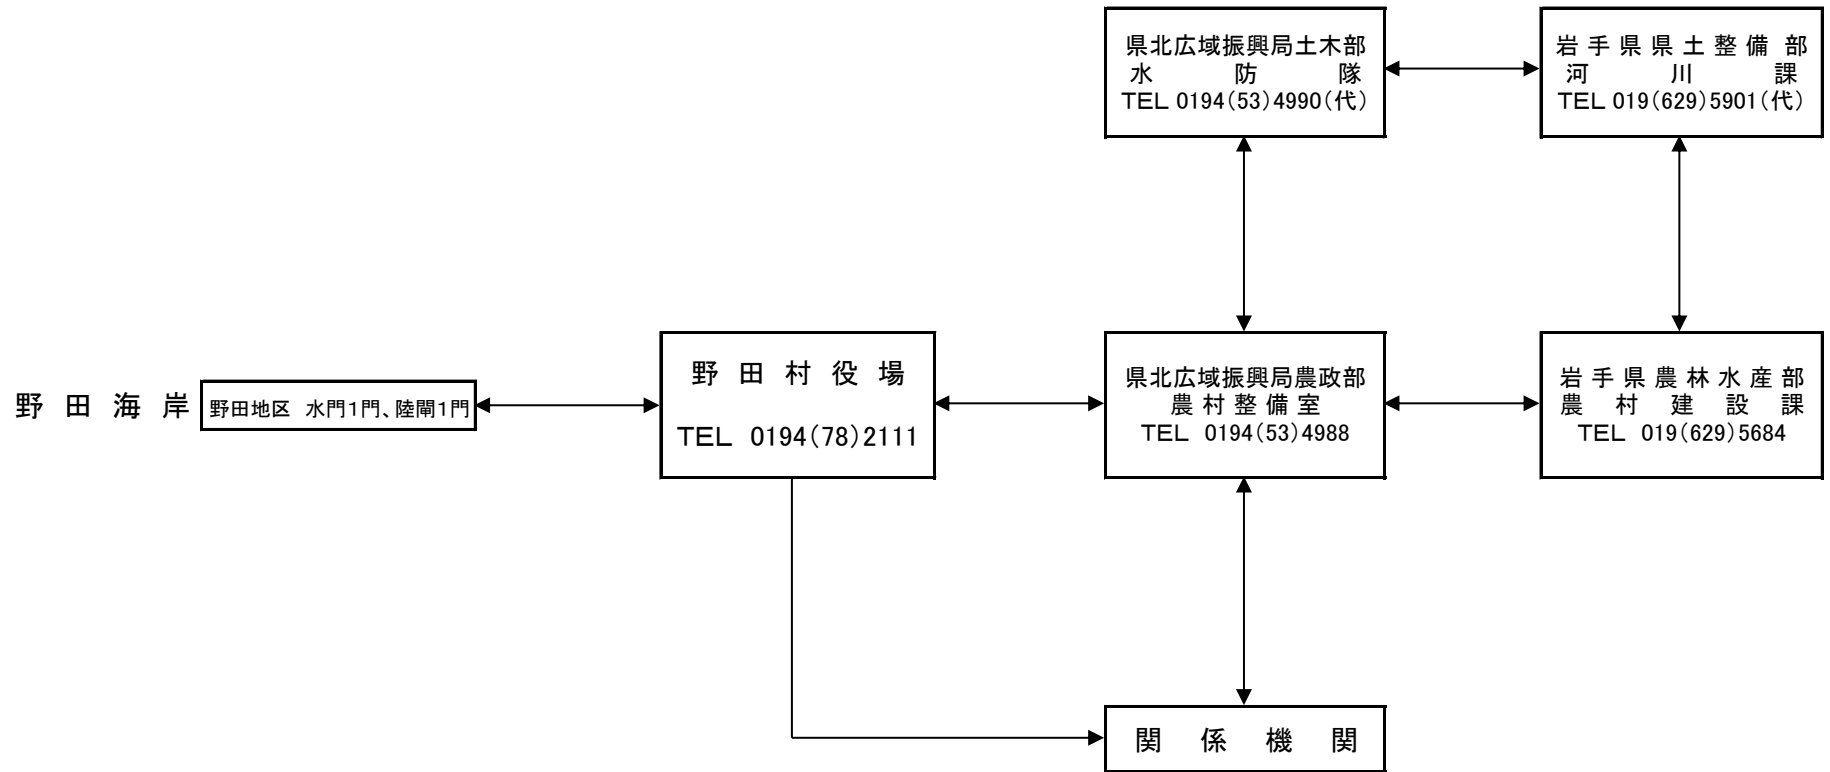 県北広域振興局土木部
水防隊
TEL 0194(53)4990(代)
岩手県県土整備部
河川課
TEL 019(629)5901(代)
野田海岸
野田地区　水門1門、陸閘1門
野田村役場
TEL 0194(78)2111
県北広域振興局農政部
農村整備室
TEL 0194(53)4988
岩手県農林水産部
農村建設課
TEL 019(629)5684
関係機関